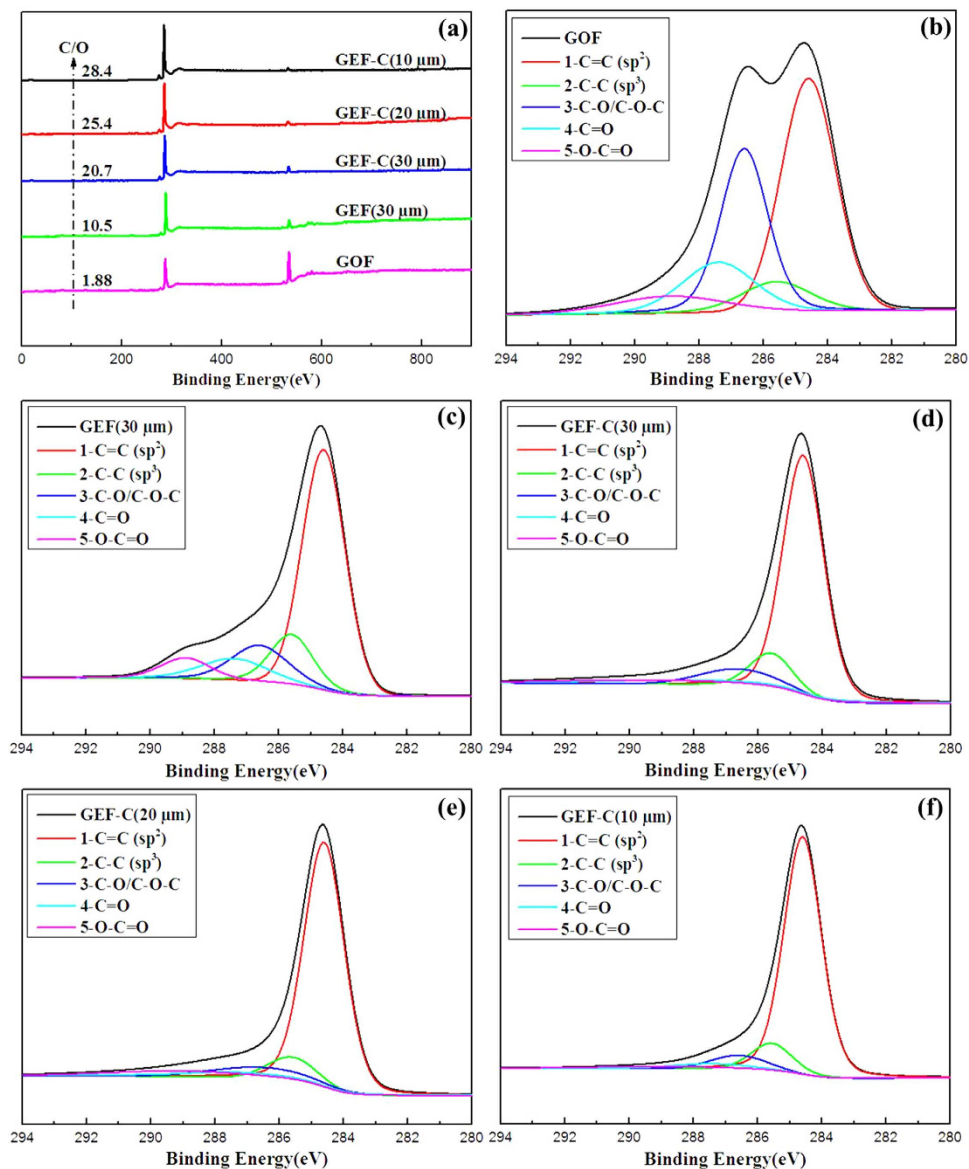 (a)
C/O
28.4
GEF-C(10 μm)
25.4
GEF-C(20 μm)
20.7
GEF-C(30 μm)
10.5
GEF(30 μm)
1.88
GOF
0 200 400 600 800
Binding Energy(eV)
(b)
GOF
1-C=C (sp²)
2-C-C (sp³)
3-C-O/C-O-C
4-C=O
5-O-C=O
294 292 290 288 286 284 282 280
Binding Energy(eV)
(c)
GEF(30 μm)
1-C=C (sp²)
2-C-C (sp³)
3-C-O/C-O-C
4-C=O
5-O-C=O
294 292 290 288 286 284 282 280
Binding Energy(eV)
(d)
GEF-C(30 μm)
1-C=C (sp²)
2-C-C (sp³)
3-C-O/C-O-C
4-C=O
5-O-C=O
294 292 290 288 286 284 282 280
Binding Energy(eV)
(e)
GEF-C(20 μm)
1-C=C (sp²)
2-C-C (sp³)
3-C-O/C-O-C
4-C=O
5-O-C=O
294 292 290 288 286 284 282 280
Binding Energy(eV)
(f)
GEF-C(10 μm)
1-C=C (sp²)
2-C-C (sp³)
3-C-O/C-O-C
4-C=O
5-O-C=O
294 292 290 288 286 284 282 280
Binding Energy(eV)